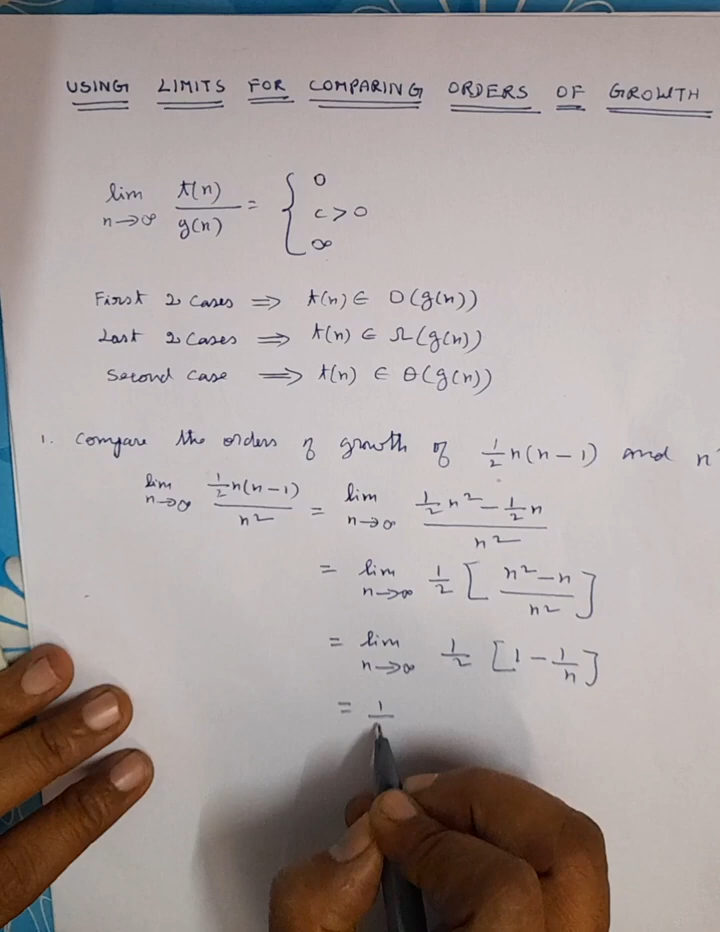 USING LIMITS FOR COMPARING ORDERS OF GROWTH
lim n→∞ t(n)/g(n) = { 0
c > 0
∞
First 2 cases ⇒ t(n) ∈ O(g(n))
Last 2 cases ⇒ t(n) ∈ Ω(g(n))
Second case ⇒ t(n) ∈ θ(g(n))
1. Compare the orders of growth of 1/2 n(n-1) and n²
lim n→∞ 1/2 n(n-1) / n² = lim n→∞ (1/2 n² - 1/2 n) / n²
= lim n→∞ 1/2 [ (n² - n) / n² ]
= lim n→∞ 1/2 [ 1 - 1/n ]
= 1/